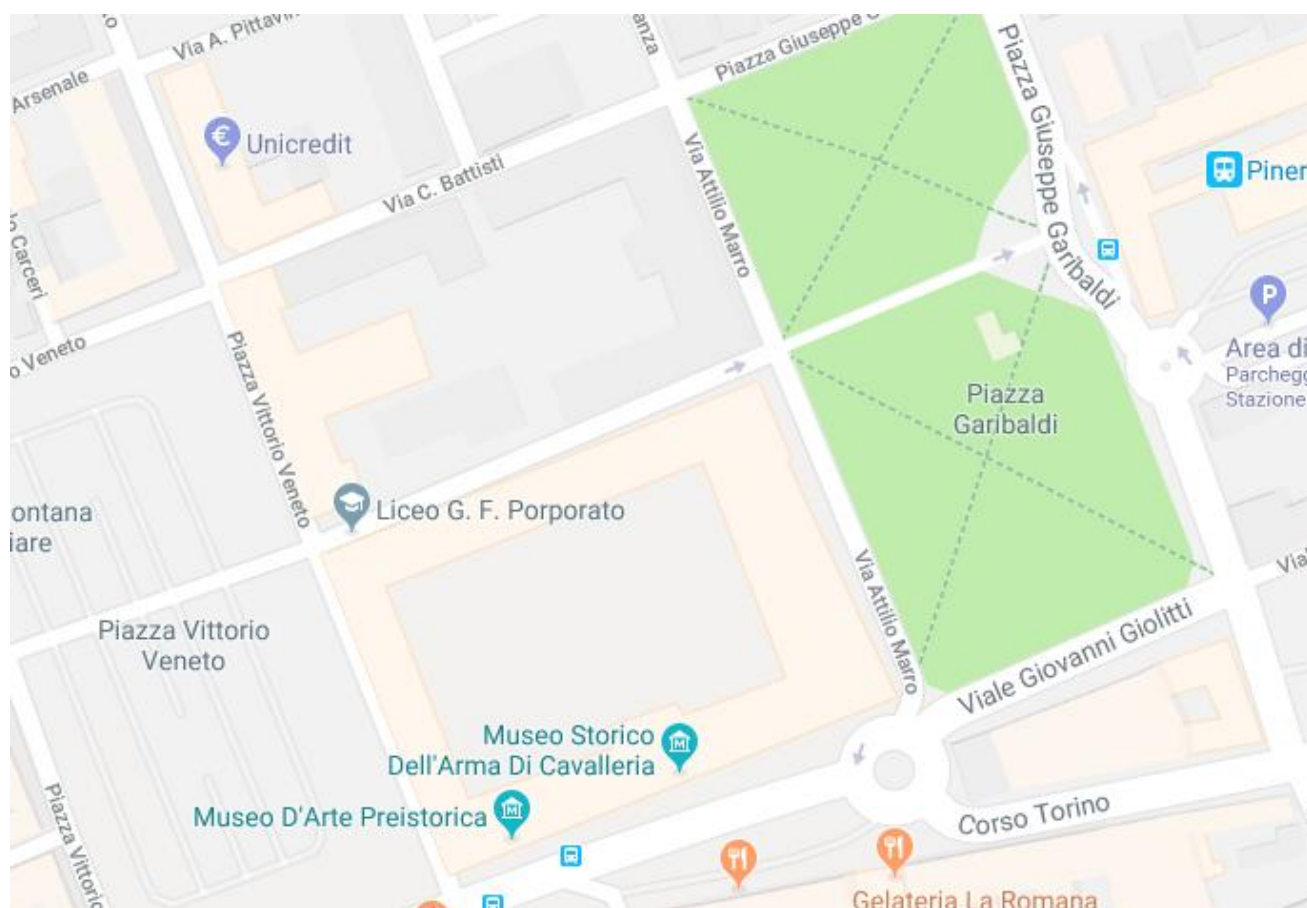 Via A. Pittavin
anza
Piazza Giuseppe G
Piazza Giuseppe Garibaldi
Arsenale
€
Unicredit
Via C. Battisti
Via Attilio Marro
Piner
o Carceri
P
o Veneto
Piazza Vittorio Veneto
Area di
Parchegg
Stazione
Piazza
Garibaldi
ontana
iare
Liceo G. F. Porporato
Via Attilio Marro
Via
Piazza Vittorio
Veneto
Viale Giovanni Giolitti
Museo Storico
Dell'Arma Di Cavalleria
M
Museo D'Arte Preistorica
M
Corso Torino
Piazza Vittorio
Gelateria La Romana